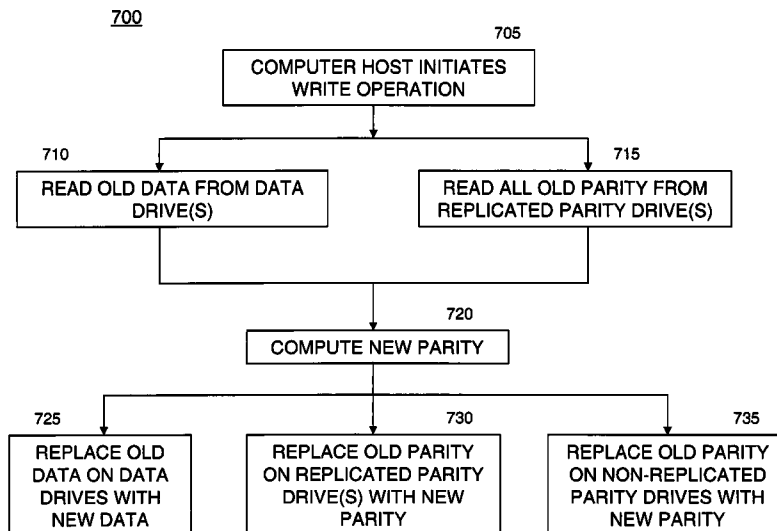 700
705
COMPUTER HOST INITIATES
WRITE OPERATION
710
READ OLD DATA FROM DATA
DRIVE(S)
715
READ ALL OLD PARITY FROM
REPLICATED PARITY DRIVE(S)
720
COMPUTE NEW PARITY
725
REPLACE OLD
DATA ON DATA
DRIVES WITH
NEW DATA
730
REPLACE OLD PARITY
ON REPLICATED PARITY
DRIVE(S) WITH NEW
PARITY
735
REPLACE OLD PARITY
ON NON-REPLICATED
PARITY DRIVES WITH
NEW PARITY